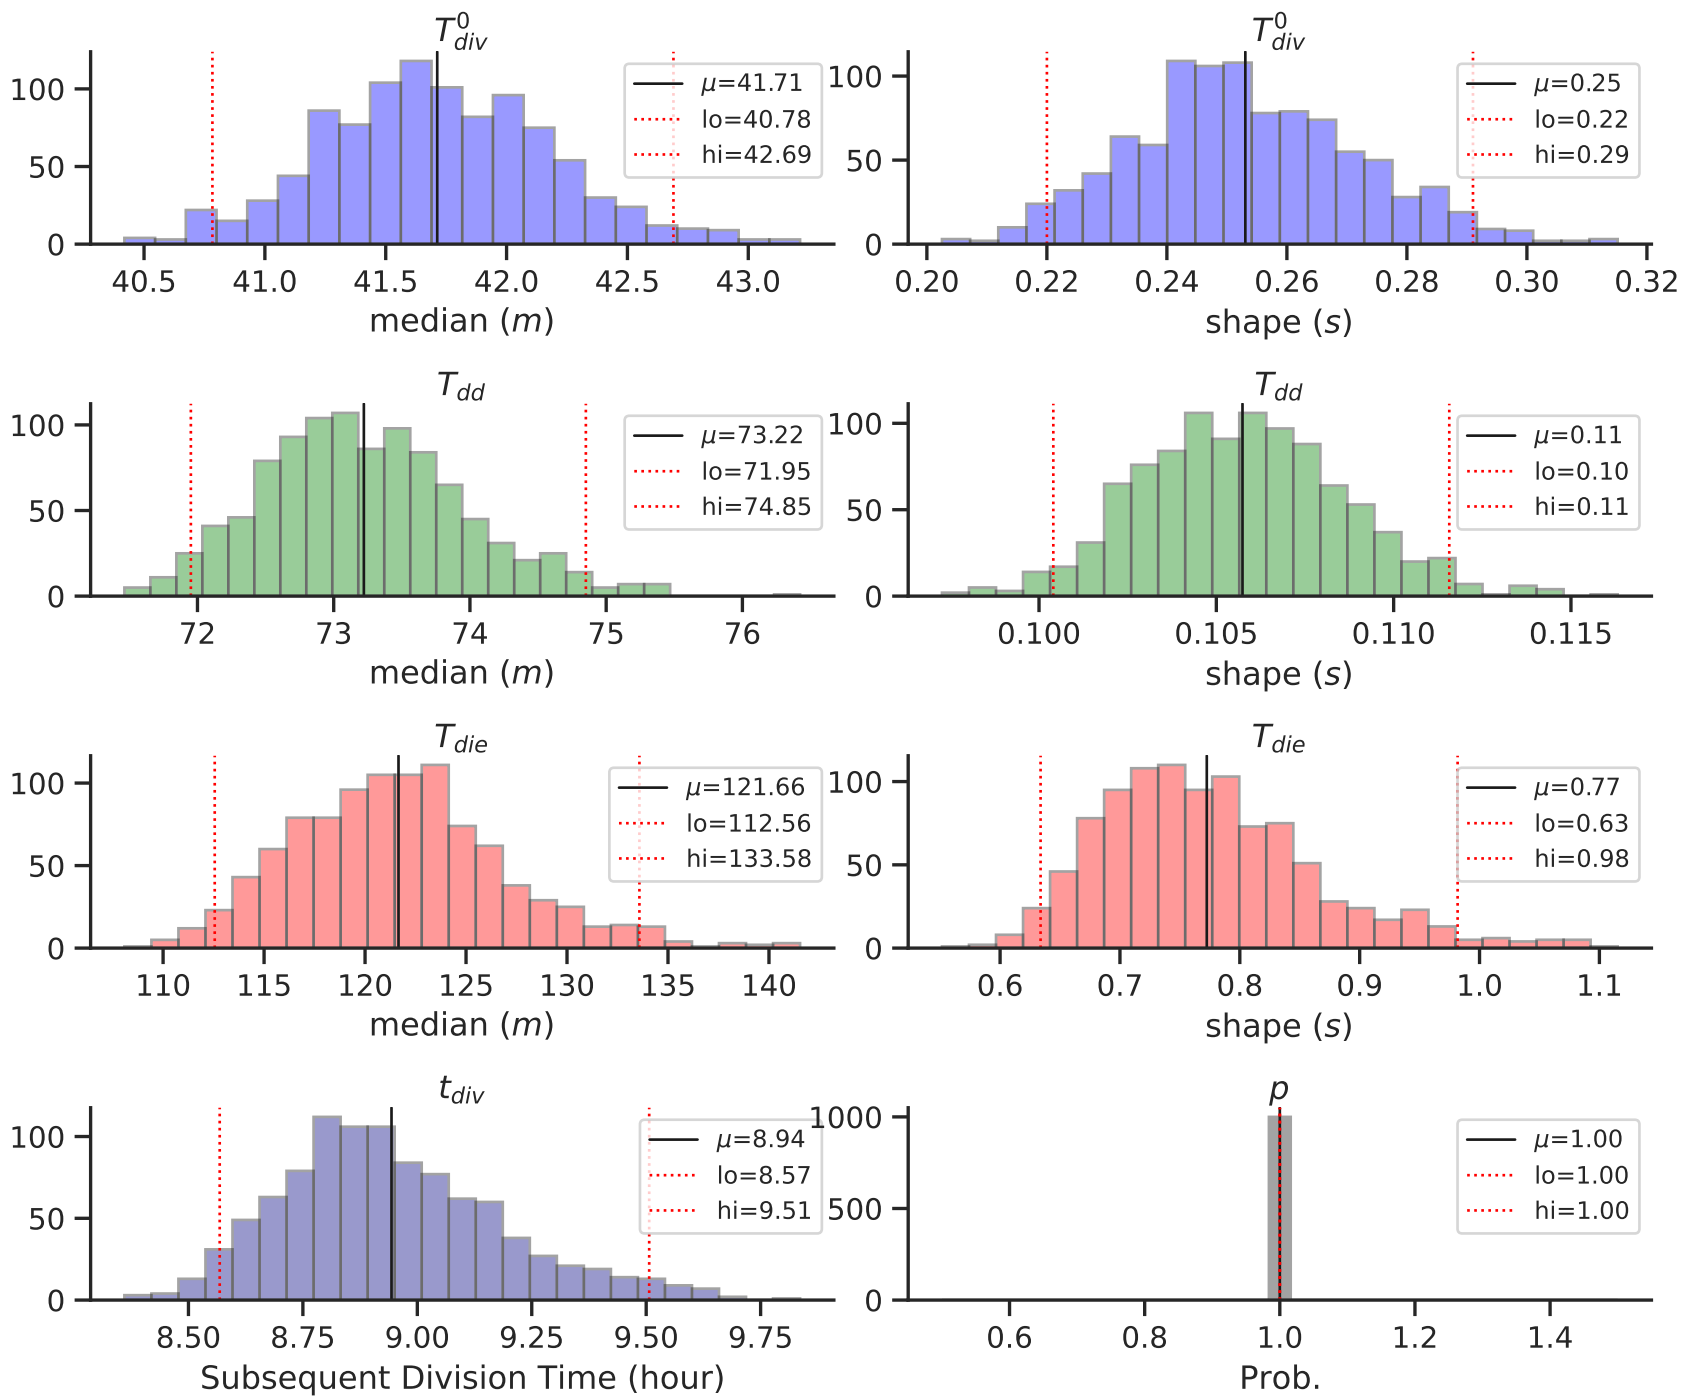 T⁰div
100
50
0
μ=41.71
lo=40.78
hi=42.69
40.5 41.0 41.5 42.0 42.5 43.0
median (m)
T⁰div
100
50
0
μ=0.25
lo=0.22
hi=0.29
0.20 0.22 0.24 0.26 0.28 0.30 0.32
shape (s)
Tdd
100
50
0
μ=73.22
lo=71.95
hi=74.85
72 73 74 75 76
median (m)
Tdd
100
50
0
μ=0.11
lo=0.10
hi=0.11
0.100 0.105 0.110 0.115
shape (s)
Tdie
100
50
0
μ=121.66
lo=112.56
hi=133.58
110 115 120 125 130 135 140
median (m)
Tdie
100
50
0
μ=0.77
lo=0.63
hi=0.98
0.6 0.7 0.8 0.9 1.0 1.1
shape (s)
tdiv
100
50
0
μ=8.94
lo=8.57
hi=9.51
8.50 8.75 9.00 9.25 9.50 9.75
Subsequent Division Time (hour)
p
1000
500
0
μ=1.00
lo=1.00
hi=1.00
0.6 0.8 1.0 1.2 1.4
Prob.